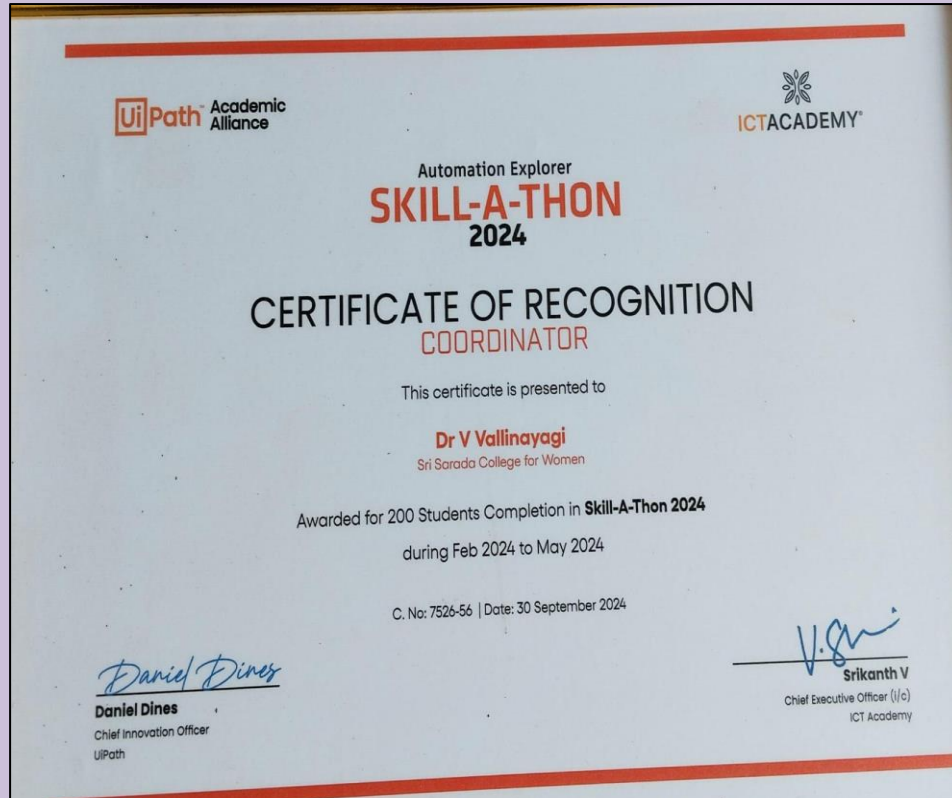 UiPath™ Academic
Alliance
ICTACADEMY®
Automation Explorer
SKILL-A-THON
2024
CERTIFICATE OF RECOGNITION
COORDINATOR
This certificate is presented to
Dr V Vallinayagi
Sri Sarada College for Women
Awarded for 200 Students Completion in Skill-A-Thon 2024
during Feb 2024 to May 2024
C. No: 7526-56 | Date: 30 September 2024
Daniel Dines
Daniel Dines
Chief Innovation Officer
UiPath
Srikanth V
Chief Executive Officer (i/c)
ICT Academy